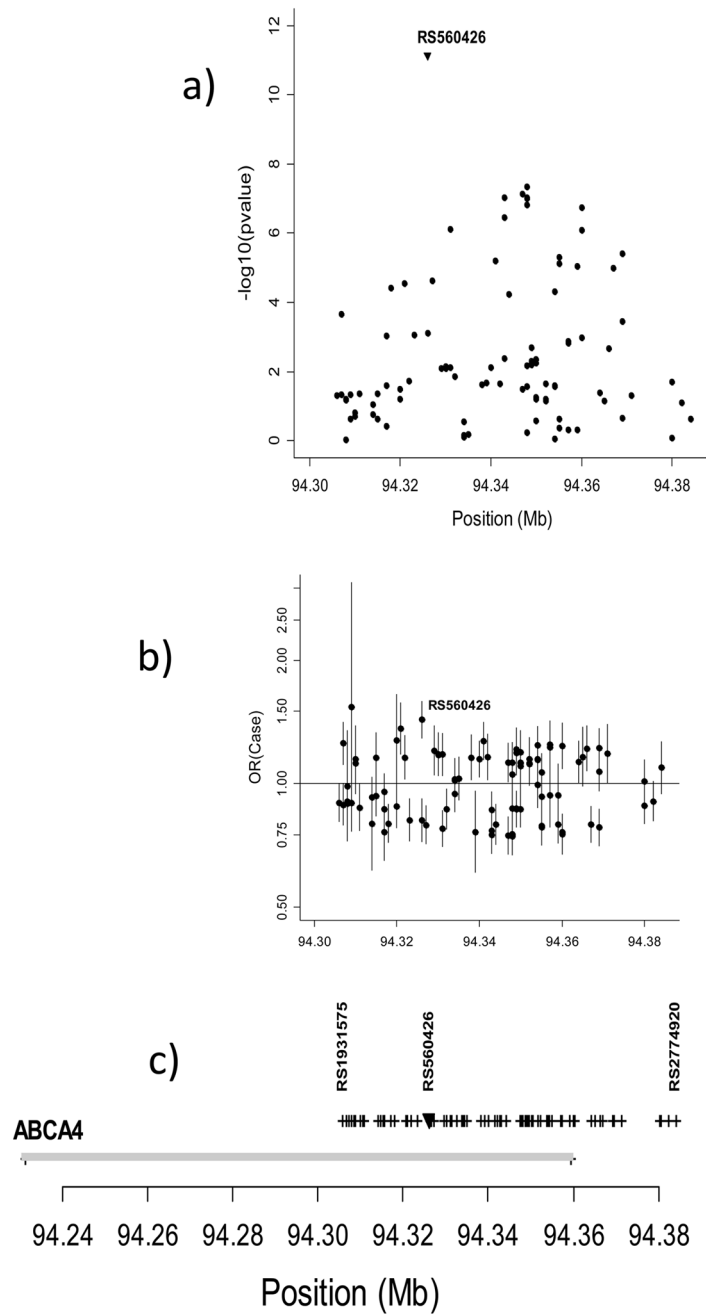 a)
RS560426
-log10(pvalue)
12
10
8
6
4
2
0
94.30 94.32 94.34 94.36 94.38
Position (Mb)
b)
RS560426
OR(Case)
2.50
2.00
1.50
1.00
0.75
0.50
94.30 94.32 94.34 94.36 94.38
c)
RS1931575
RS560426
RS2774920
ABCA4
94.24 94.26 94.28 94.30 94.32 94.34 94.36 94.38
Position (Mb)